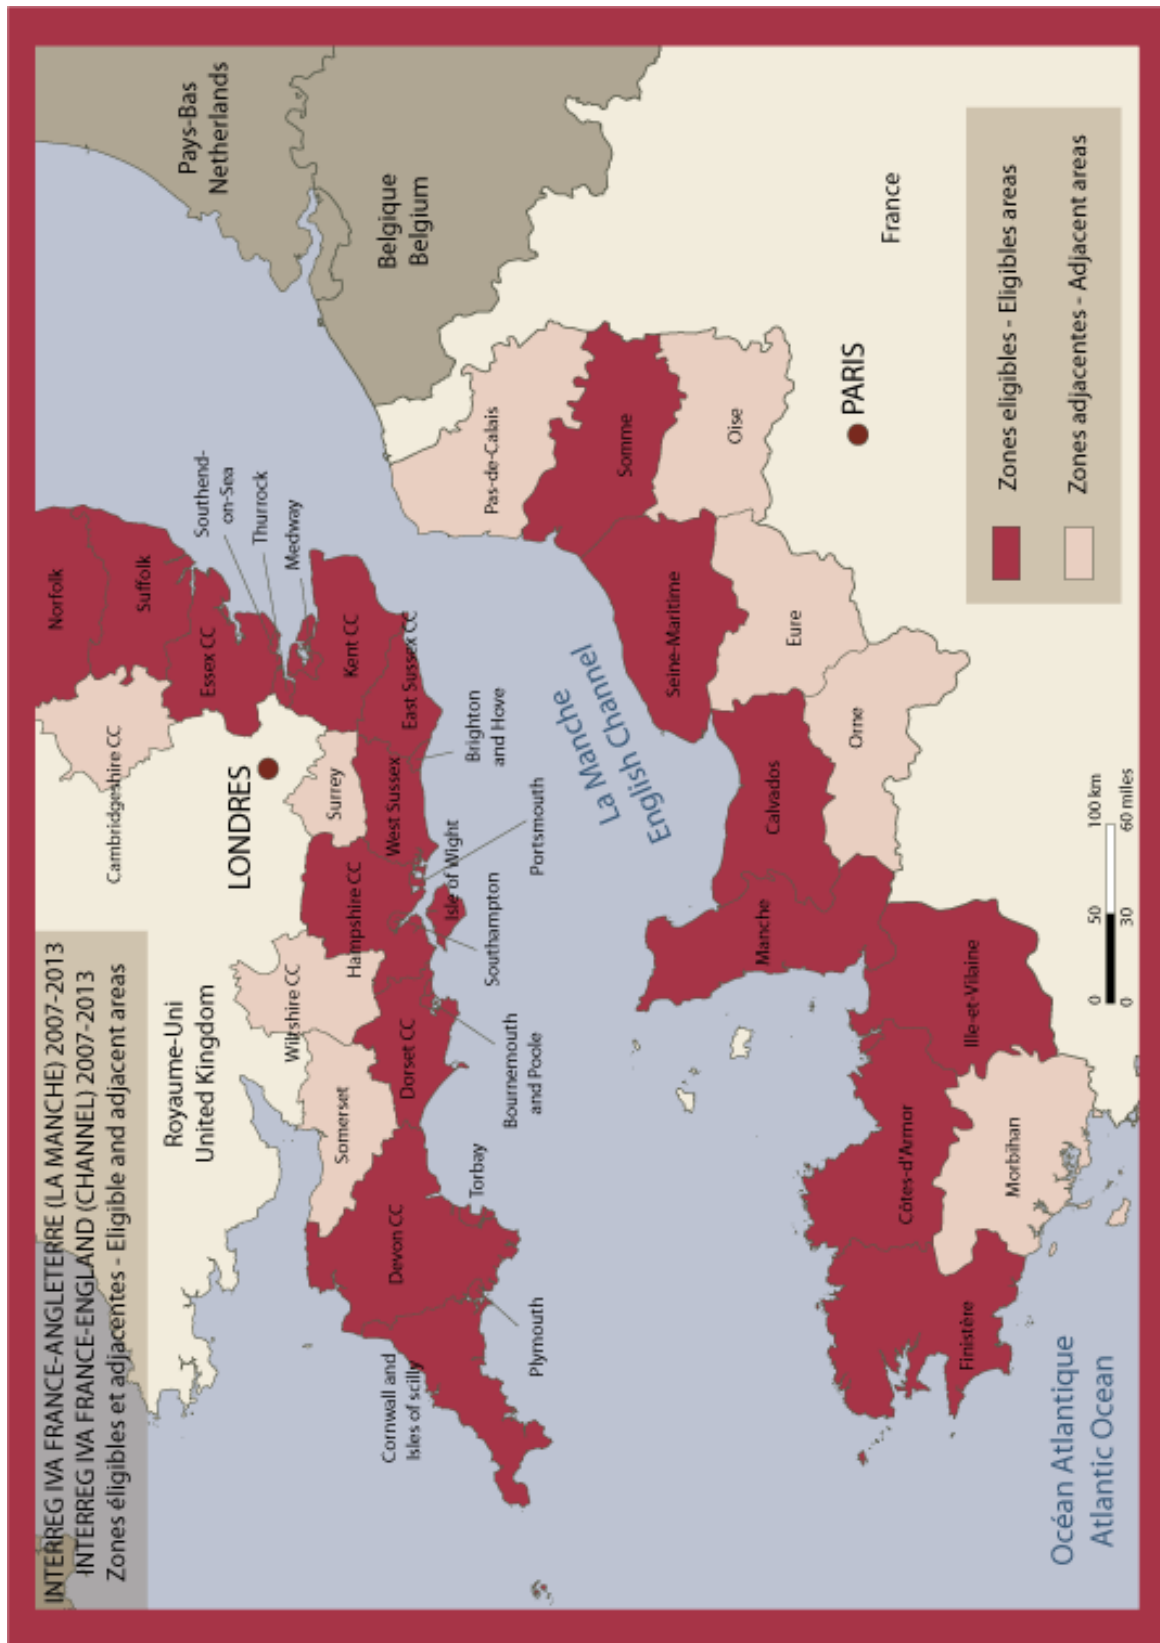 INTERREG IVA FRANCE-ANGLETERRE (LA MANCHE) 2007-2013
INTERREG IVA FRANCE-ENGLAND (CHANNEL) 2007-2013
Zones éligibles et adjacentes - Eligible and adjacent areas
Royaume-Uni
United Kingdom
Pays-Bas
Netherlands
Belgique
Belgium
Norfolk
Suffolk
Cambridgeshire CC
Essex CC
Southend-
on-Sea
Thurrock
Medway
LONDRES
Kent CC
Surrey
East Sussex CC
West Sussex
Brighton
and Hove
Hampshire CC
Isle of Wight
Portsmouth
Southampton
Wiltshire CC
Bournemouth
and Poole
Dorset CC
Somerset
Torbay
Devon CC
Plymouth
Cornwall and
Isles of scilly
La Manche
English Channel
Pas-de-Calais
Somme
Oise
Seine-Maritime
Eure
Calvados
Orne
Manche
Ille-et-Vilaine
Côtes-d'Armor
Morbihan
Finistère
PARIS
France
Océan Atlantique
Atlantic Ocean
0 50 100 km
0 30 60 miles
Zones eligibles - Eligibles areas
Zones adjacentes - Adjacent areas